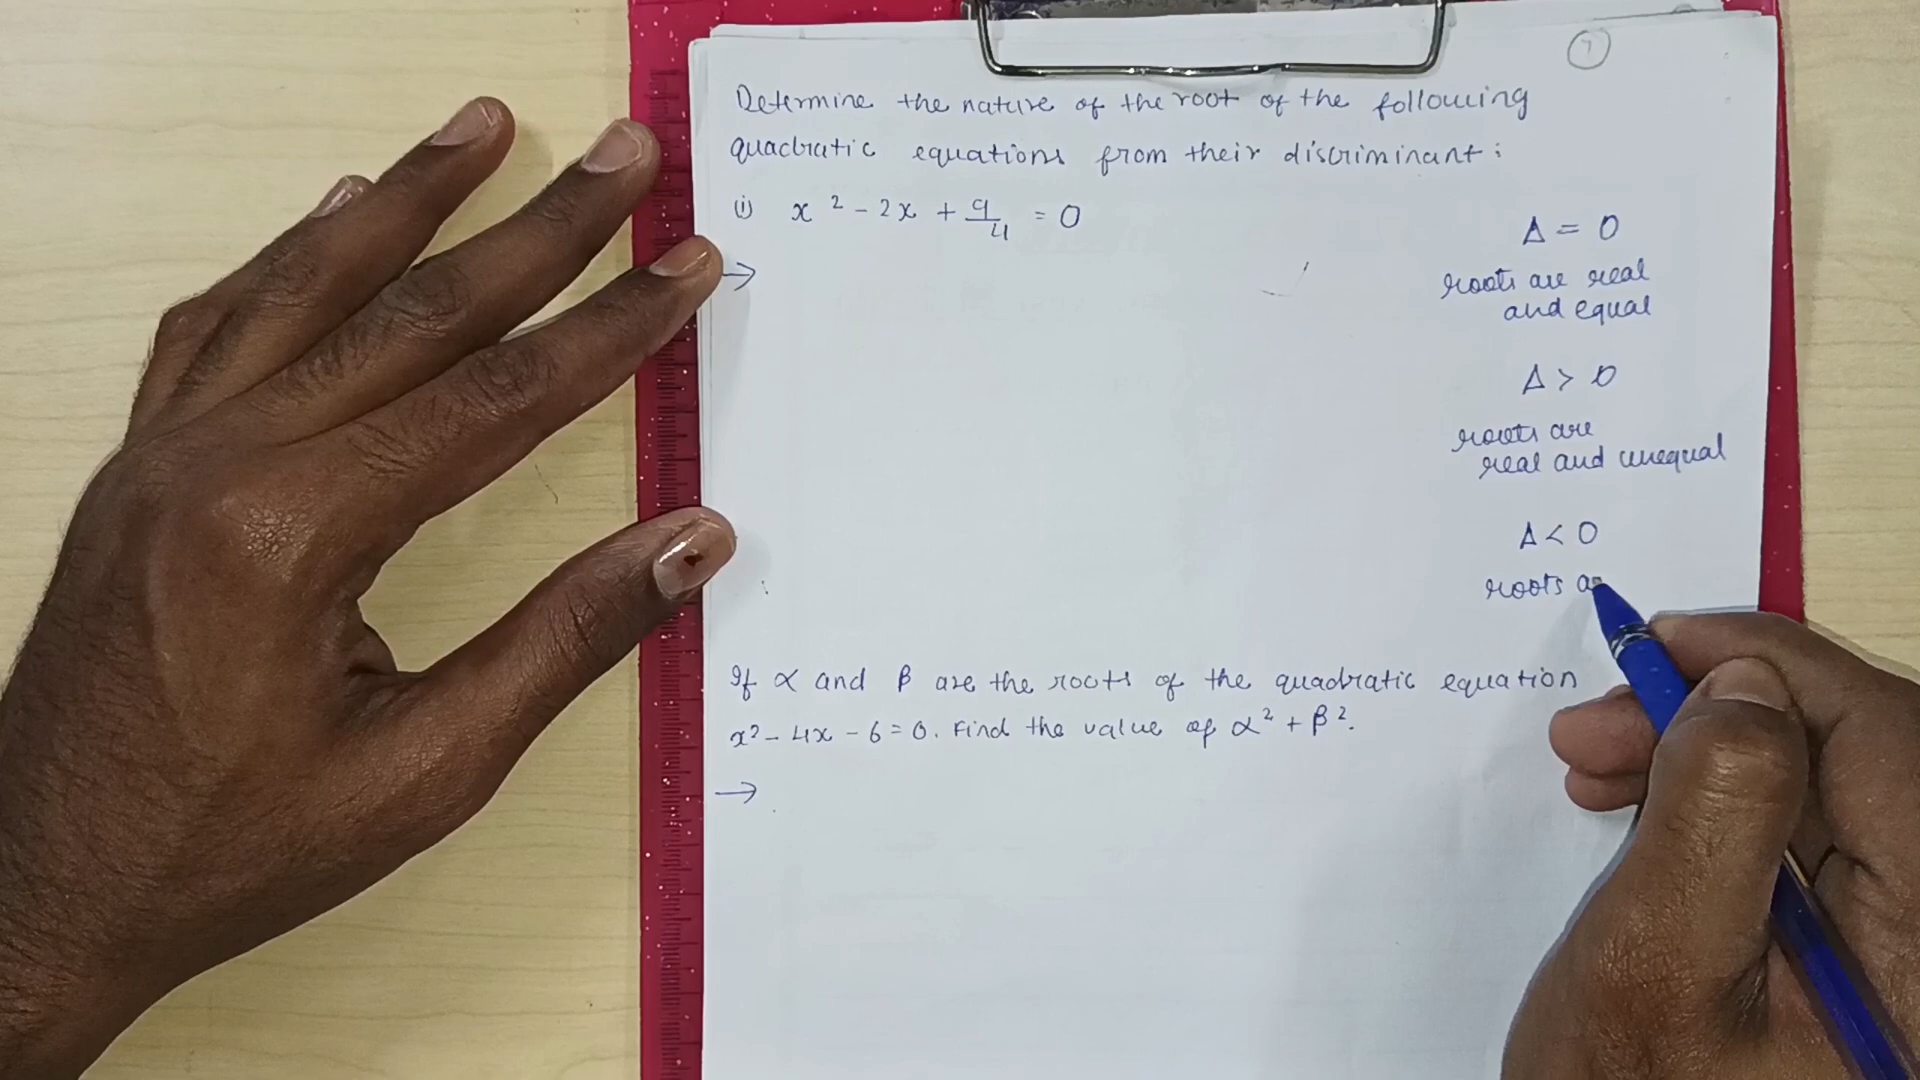 7
Determine the nature of the root of the following
quadratic equations from their discriminant:
(i) x² - 2x + 9/4 = 0
→
Δ = 0
roots are real
and equal
Δ > 0
roots are
real and unequal
Δ < 0
roots a
If α and β are the roots of the quadratic equation
x² - 4x - 6 = 0. Find the value of α² + β².
→